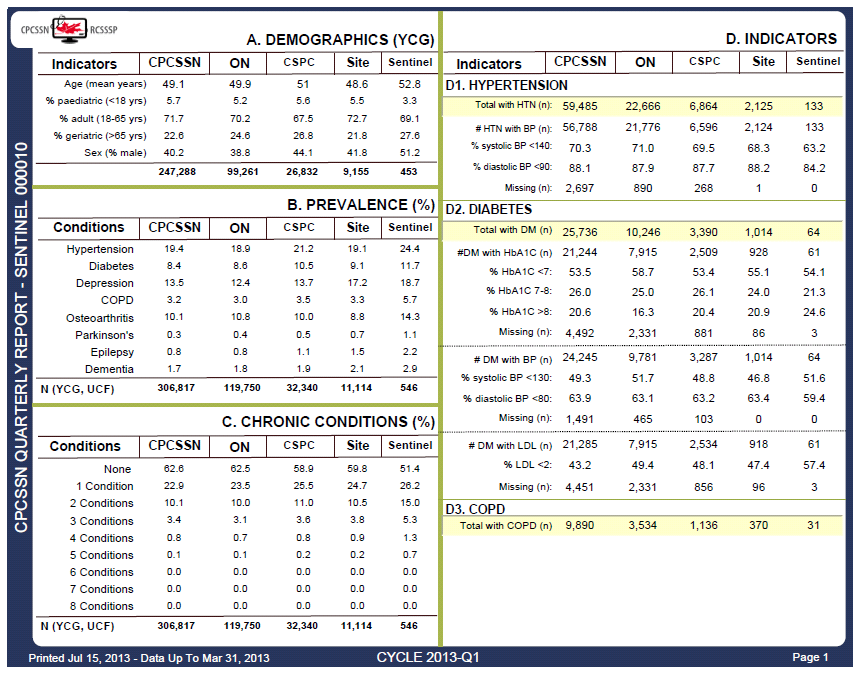 CPCSSN RCSSSP
CPCSSN QUARTERLY REPORT - SENTINEL 000010
A. DEMOGRAPHICS (YCG)
Indicators CPCSSN ON CSPC Site Sentinel
Age (mean years) 49.1 49.9 51 48.6 52.8
% paediatric (<18 yrs) 5.7 5.2 5.6 5.5 3.3
% adult (18-65 yrs) 71.7 70.2 67.5 72.7 69.1
% geriatric (>65 yrs) 22.6 24.6 26.8 21.8 27.6
Sex (% male) 40.2 38.8 44.1 41.8 51.2
247,288 99,261 26,832 9,155 453
B. PREVALENCE (%)
Conditions CPCSSN ON CSPC Site Sentinel
Hypertension 19.4 18.9 21.2 19.1 24.4
Diabetes 8.4 8.6 10.5 9.1 11.7
Depression 13.5 12.4 13.7 17.2 18.7
COPD 3.2 3.0 3.5 3.3 5.7
Osteoarthritis 10.1 10.8 10.0 8.8 14.3
Parkinson's 0.3 0.4 0.5 0.7 1.1
Epilepsy 0.8 0.8 1.1 1.5 2.2
Dementia 1.7 1.8 1.9 2.1 2.9
N (YCG, UCF) 306,817 119,750 32,340 11,114 546
C. CHRONIC CONDITIONS (%)
Conditions CPCSSN ON CSPC Site Sentinel
None 62.6 62.5 58.9 59.8 51.4
1 Condition 22.9 23.5 25.5 24.7 26.2
2 Conditions 10.1 10.0 11.0 10.5 15.0
3 Conditions 3.4 3.1 3.6 3.8 5.3
4 Conditions 0.8 0.7 0.8 0.9 1.3
5 Conditions 0.1 0.1 0.2 0.2 0.7
6 Conditions 0.0 0.0 0.0 0.0 0.0
7 Conditions 0.0 0.0 0.0 0.0 0.0
8 Conditions 0.0 0.0 0.0 0.0 0.0
N (YCG, UCF) 306,817 119,750 32,340 11,114 546
D. INDICATORS
Indicators CPCSSN ON CSPC Site Sentinel
D1. HYPERTENSION
Total with HTN (n): 59,485 22,666 6,864 2,125 133
# HTN with BP (n): 56,788 21,776 6,596 2,124 133
% systolic BP <140: 70.3 71.0 69.5 68.3 63.2
% diastolic BP <90: 88.1 87.9 87.7 88.2 84.2
Missing (n): 2,697 890 268 1 0
D2. DIABETES
Total with DM (n) 25,736 10,246 3,390 1,014 64
#DM with HbA1C (n) 21,244 7,915 2,509 928 61
% HbA1C <7: 53.5 58.7 53.4 55.1 54.1
% HbA1C 7-8: 26.0 25.0 26.1 24.0 21.3
% HbA1C >8: 20.6 16.3 20.4 20.9 24.6
Missing (n): 4,492 2,331 881 86 3
# DM with BP (n) 24,245 9,781 3,287 1,014 64
% systolic BP <130: 49.3 51.7 48.8 46.8 51.6
% diastolic BP <80: 63.9 63.1 63.2 63.4 59.4
Missing (n): 1,491 465 103 0 0
# DM with LDL (n) 21,285 7,915 2,534 918 61
% LDL <2: 43.2 49.4 48.1 47.4 57.4
Missing (n): 4,451 2,331 856 96 3
D3. COPD
Total with COPD (n) 9,890 3,534 1,136 370 31
Printed Jul 15, 2013 - Data Up To Mar 31, 2013 CYCLE 2013-Q1 Page 1